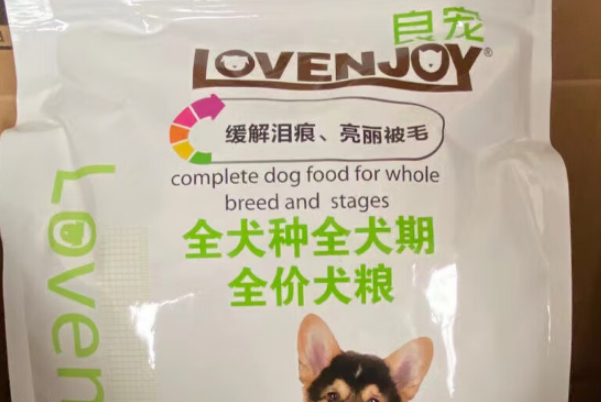 良宠
LOVENJOY®
缓解泪痕、亮丽被毛
complete dog food for whole
breed and stages
全犬种全犬期
全价犬粮
Loven